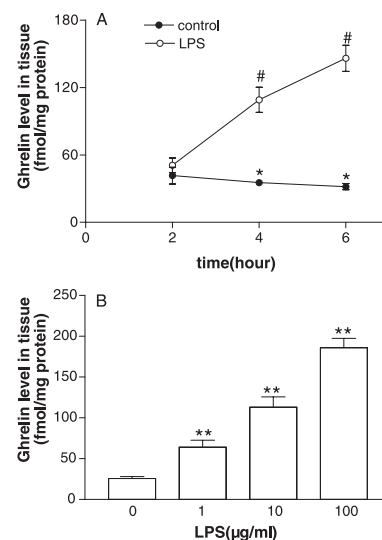 A
control
LPS
Ghrelin level in tissue
(fmol/mg protein)
180
120
60
0
#
#
*
*
0
2
4
6
time(hour)
B
Ghrelin level in tissue
(fmol/mg protein)
250
200
150
100
50
0
**
**
**
0
1
10
100
LPS(µg/ml)